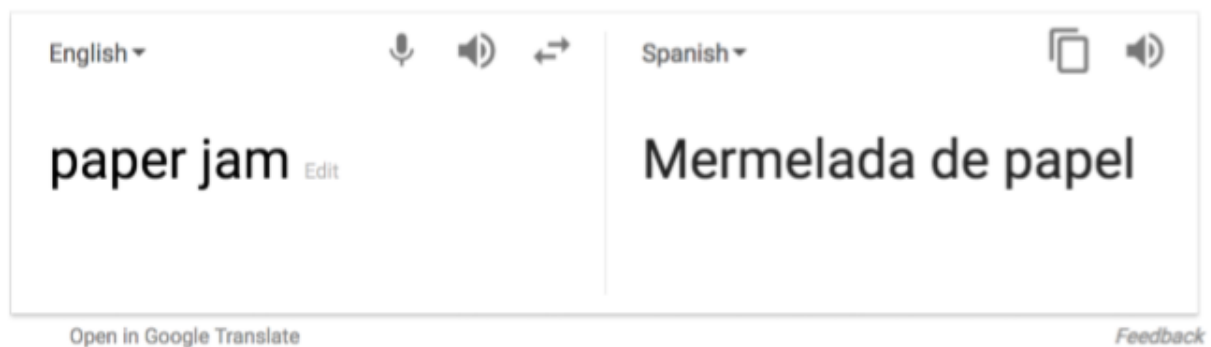 English Spanish
paper jam Edit Mermelada de papel
Open in Google Translate Feedback